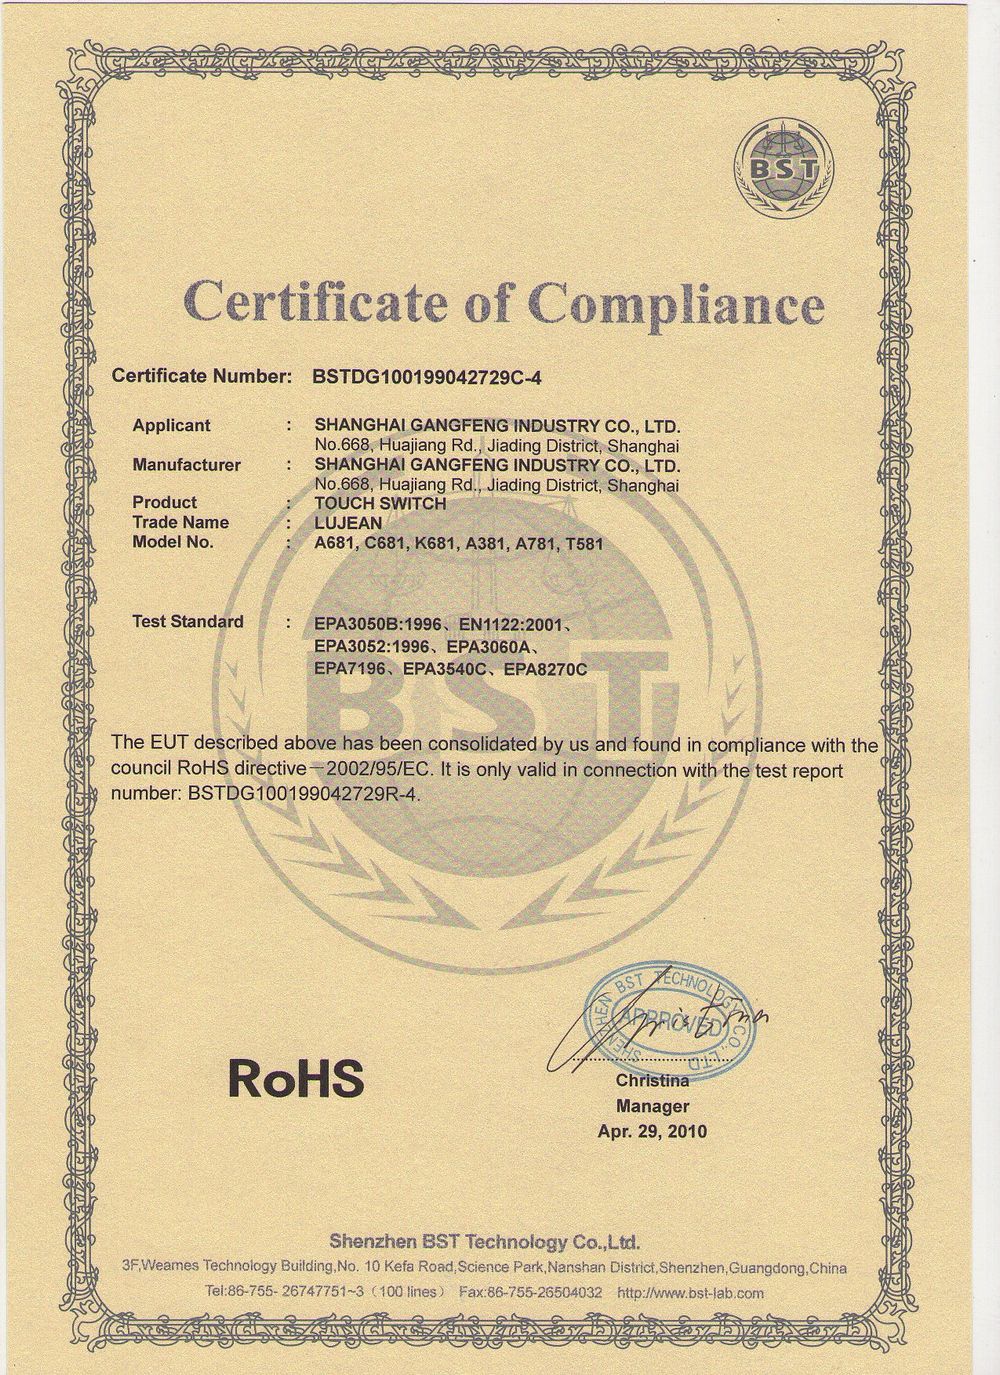 BST
Certificate of Compliance
Certificate Number: BSTDG100199042729C-4
Applicant : SHANGHAI GANGFENG INDUSTRY CO., LTD.
No.668, Huajiang Rd., Jiading District, Shanghai
Manufacturer : SHANGHAI GANGFENG INDUSTRY CO., LTD.
No.668, Huajiang Rd., Jiading District, Shanghai
Product : TOUCH SWITCH
Trade Name : LUJEAN
Model No. : A681, C681, K681, A381, A781, T581
Test Standard : EPA3050B:1996、EN1122:2001、
EPA3052:1996、EPA3060A、
EPA7196、EPA3540C、EPA8270C
BST
The EUT described above has been consolidated by us and found in compliance with the
council RoHS directive－2002/95/EC. It is only valid in connection with the test report
number: BSTDG100199042729R-4.
SHENZHEN BST TECHNOLOGY CO., LTD
APPROVED
RoHS
Christina
Manager
Apr. 29, 2010
Shenzhen BST Technology Co.,Ltd.
3F,Weames Technology Building,No. 10 Kefa Road,Science Park,Nanshan District,Shenzhen,Guangdong,China
Tel:86-755- 26747751~3（100 lines） Fax:86-755-26504032 http://www.bst-lab.com